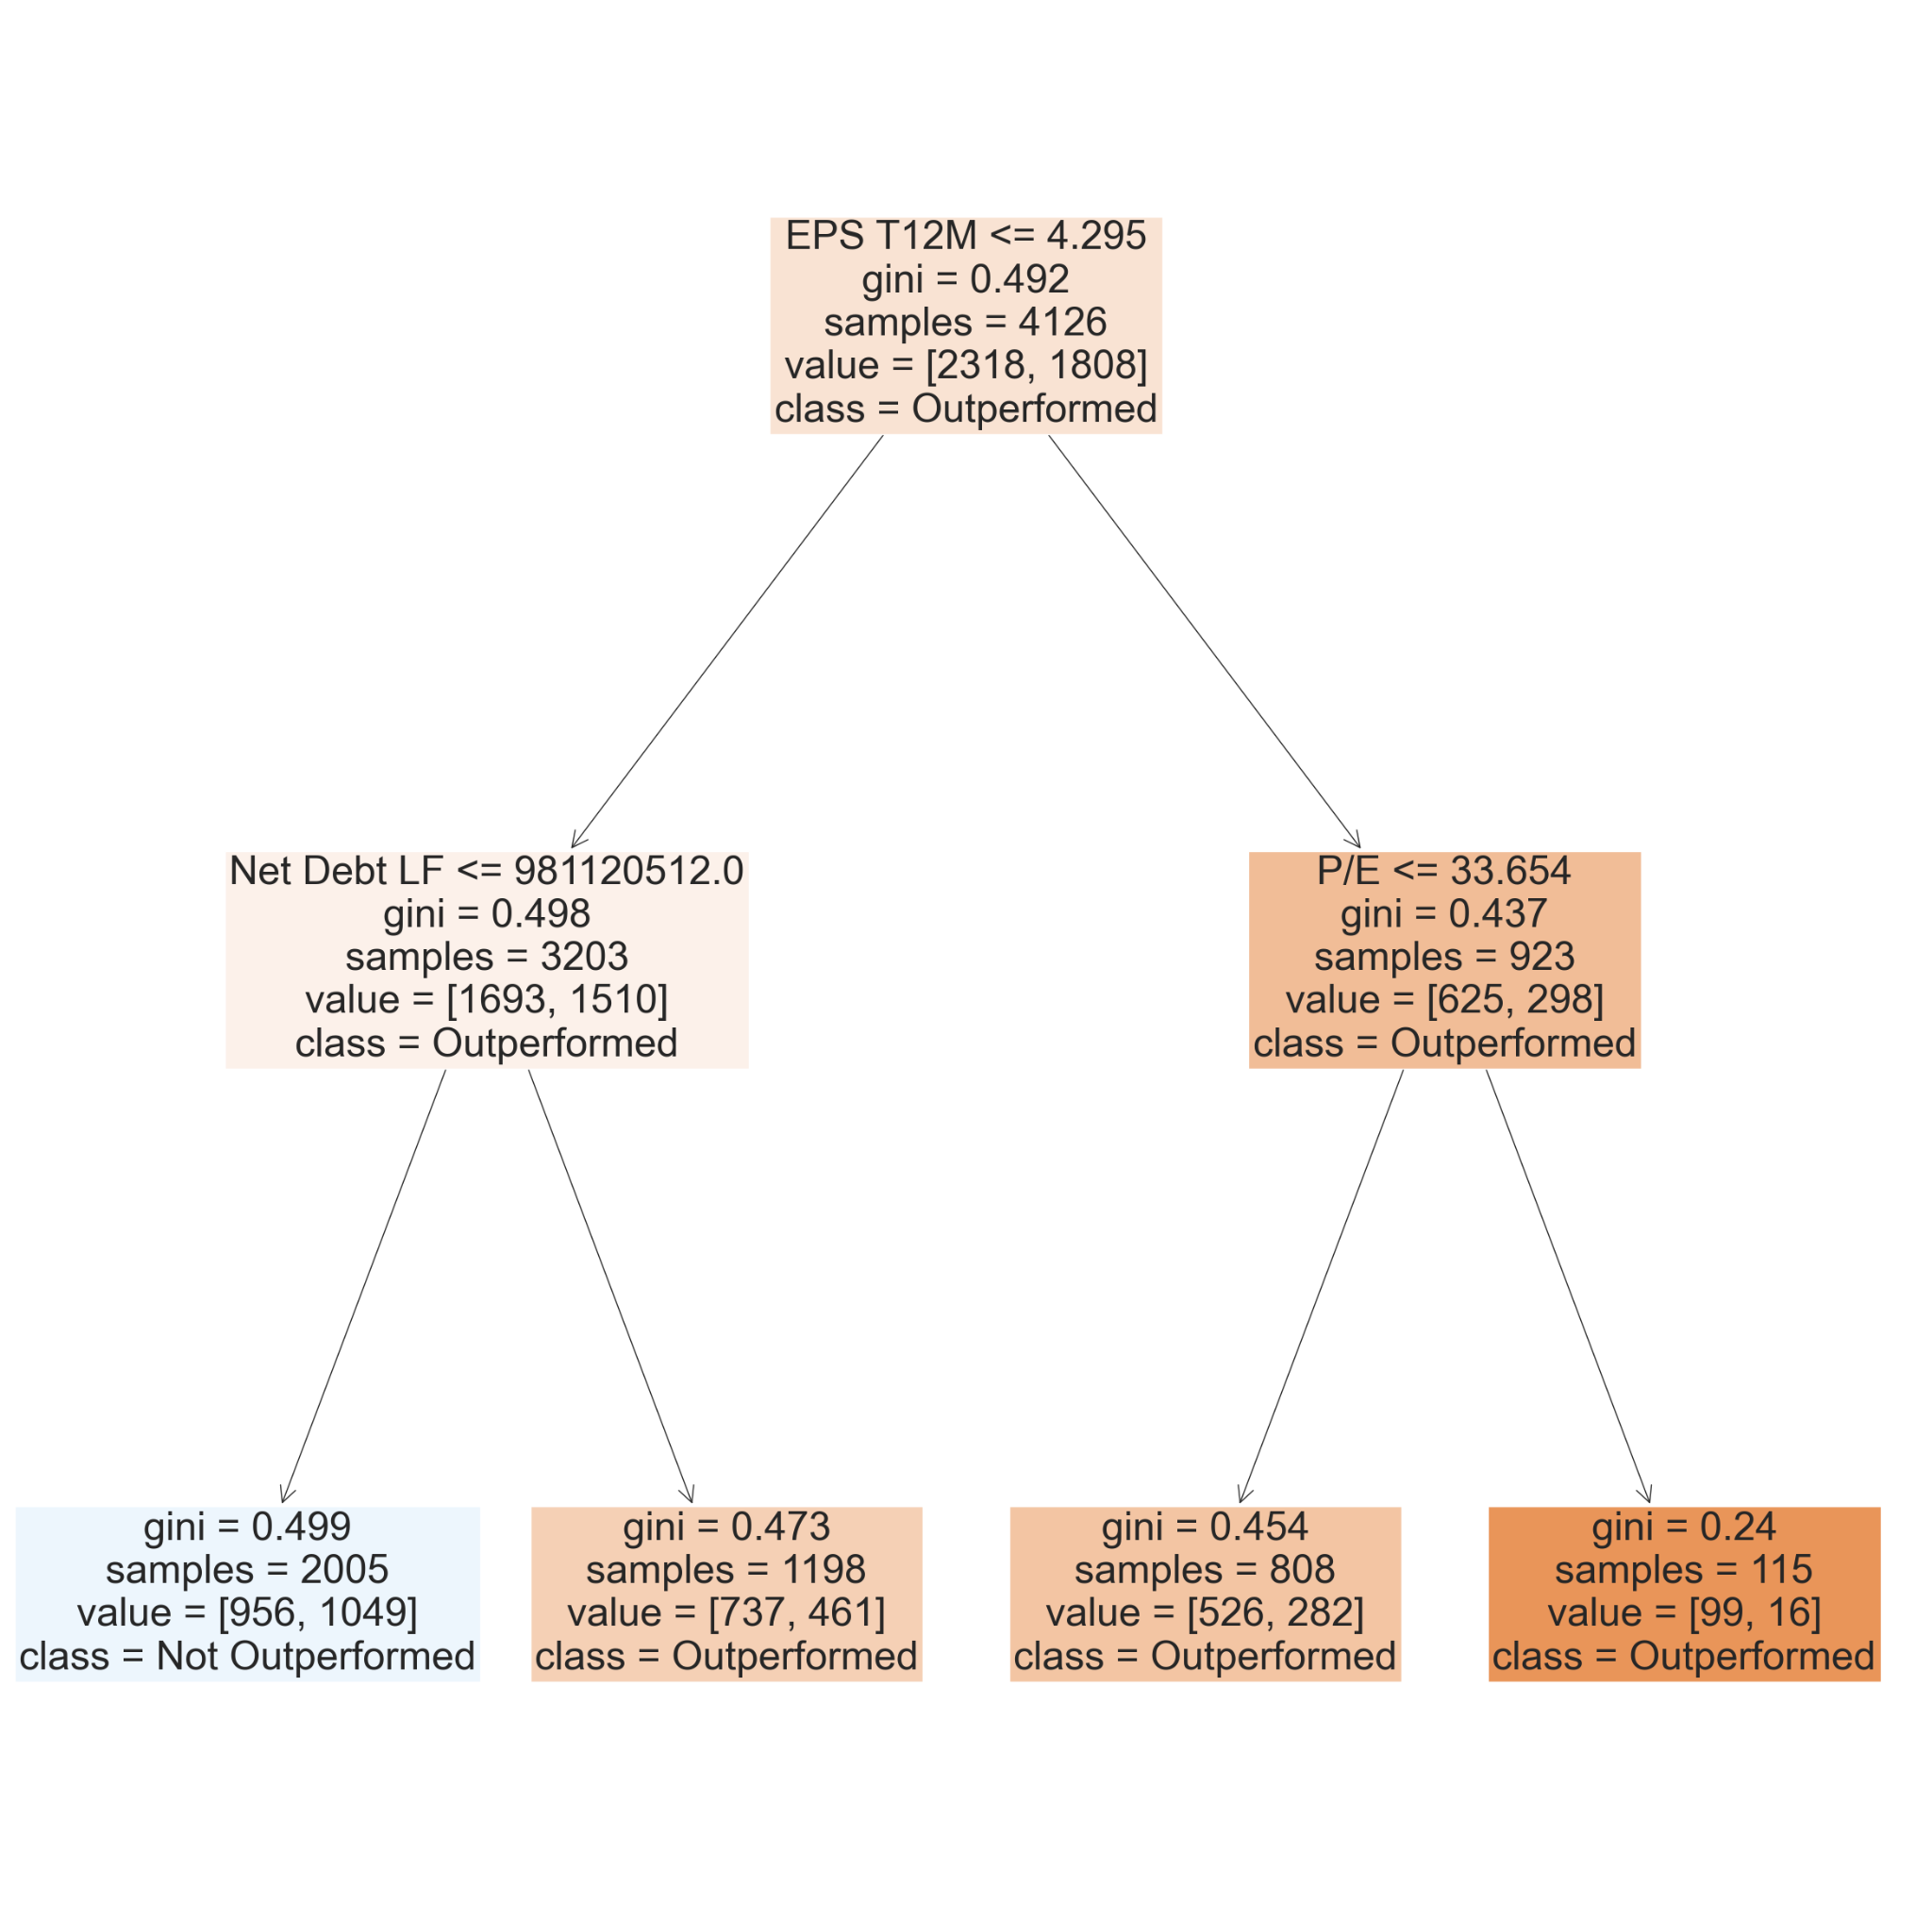 EPS T12M <= 4.295
gini = 0.492
samples = 4126
value = [2318, 1808]
class = Outperformed
Net Debt LF <= 981120512.0
gini = 0.498
samples = 3203
value = [1693, 1510]
class = Outperformed
P/E <= 33.654
gini = 0.437
samples = 923
value = [625, 298]
class = Outperformed
gini = 0.499
samples = 2005
value = [956, 1049]
class = Not Outperformed
gini = 0.473
samples = 1198
value = [737, 461]
class = Outperformed
gini = 0.454
samples = 808
value = [526, 282]
class = Outperformed
gini = 0.24
samples = 115
value = [99, 16]
class = Outperformed